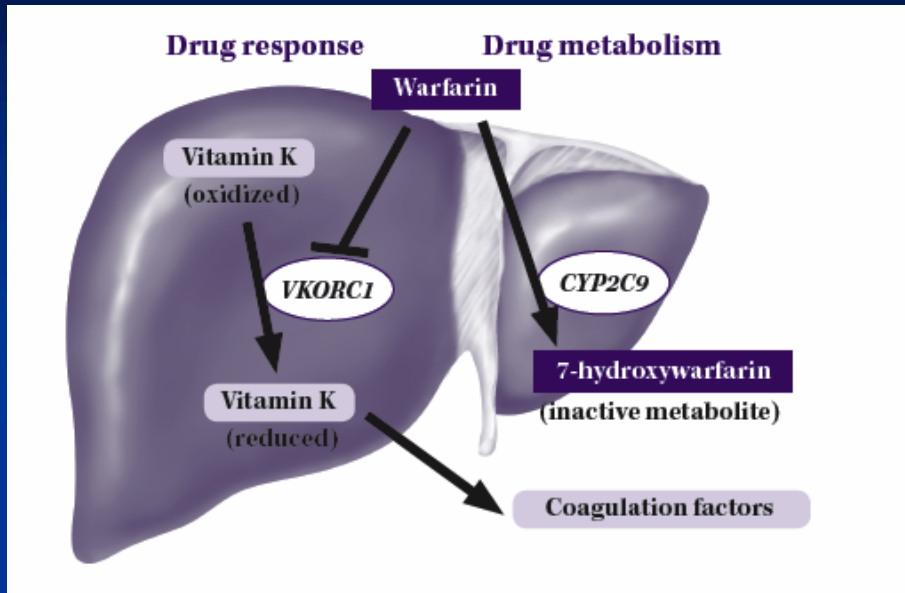 Drug response
Drug metabolism
Warfarin
Vitamin K
(oxidized)
VKORC1
CYP2C9
7-hydroxywarfarin
(inactive metabolite)
Vitamin K
(reduced)
Coagulation factors